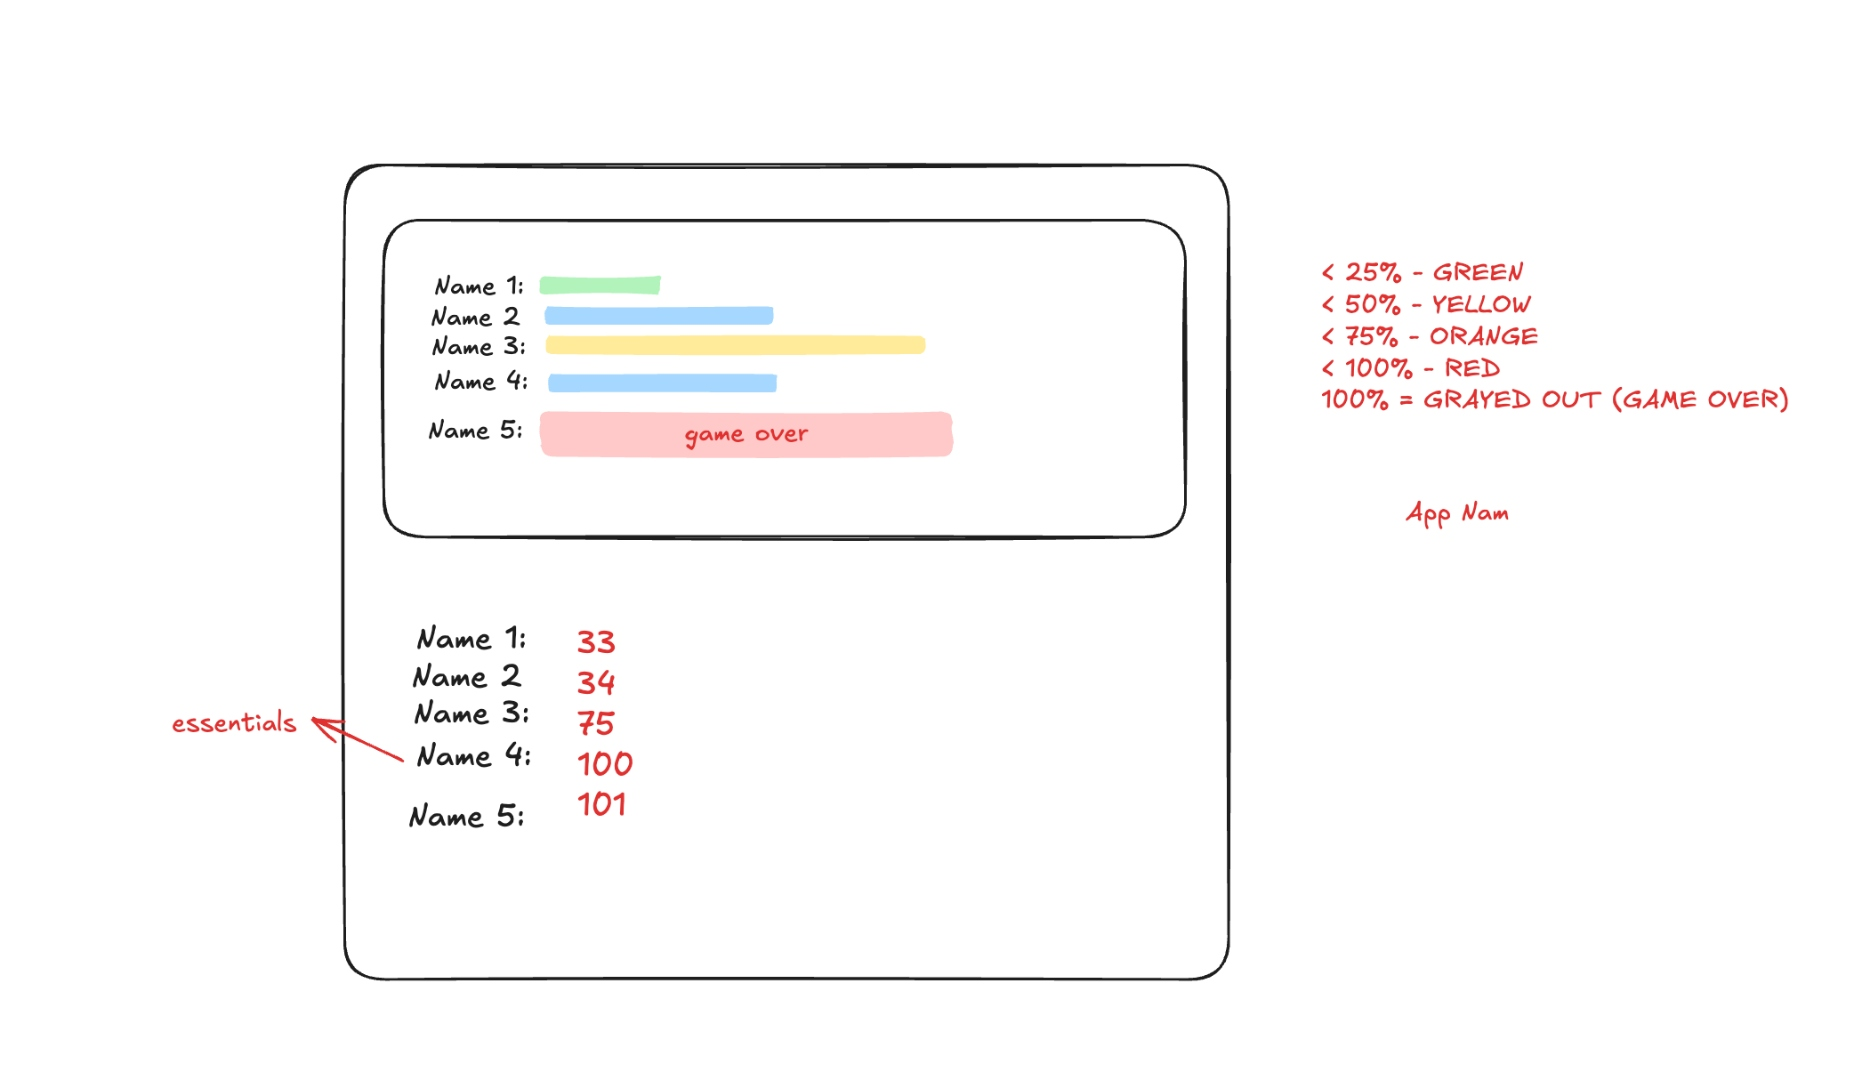 Name 1:
Name 2
Name 3:
Name 4:
Name 5:
game over
< 25% - GREEN
< 50% - YELLOW
< 75% - ORANGE
< 100% - RED
100% = GRAYED OUT (GAME OVER)
App Nam
Name 1: 33
Name 2 34
Name 3: 75
essentials
Name 4: 100
Name 5: 101